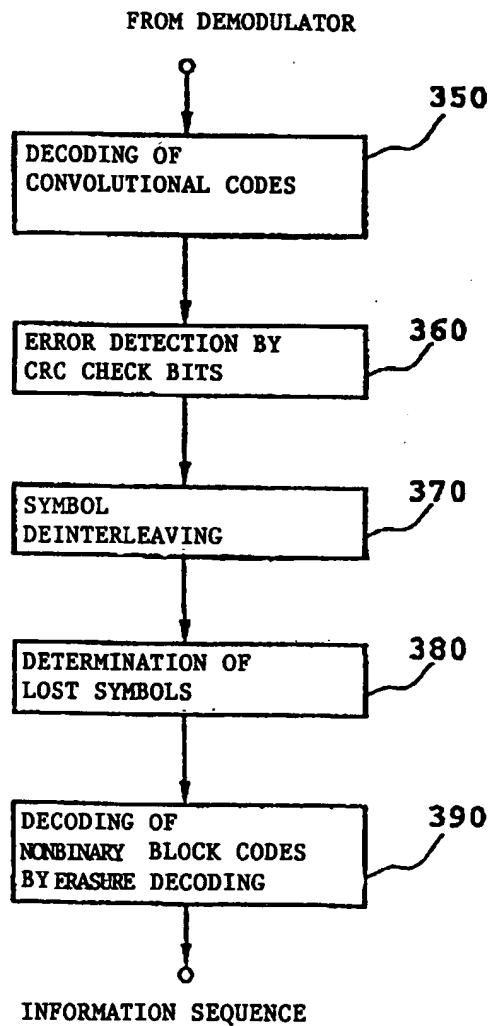 FROM DEMODULATOR
350
DECODING OF
CONVOLUTIONAL CODES
360
ERROR DETECTION BY
CRC CHECK BITS
370
SYMBOL
DEINTERLEAVING
380
DETERMINATION OF
LOST SYMBOLS
390
DECODING OF
NONBINARY BLOCK CODES
BY ERASURE DECODING
INFORMATION SEQUENCE